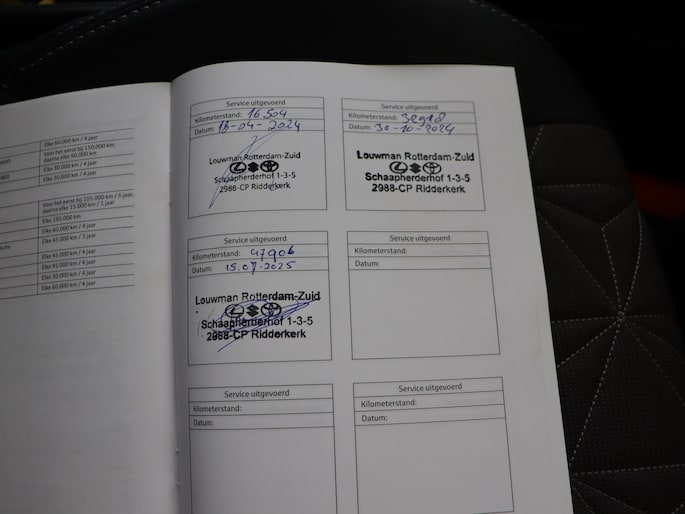 Elke 60.000 km / 4 jaar
Voor het eerst bij 150.000 km,
daarna elke 90.000 km
Elke 30.000 km / 4 jaar
Elke 30.000 km / 4 jaar
Voor het eerst bij 105.000 km / 6 jaar,
daarna elke 15.000 km / 1 jaar
Elke 195.000 km
Elke 60.000 km / 4 jaar
Elke 45.000 km / 3 jaar
Elke 45.000 km / 4 jaar
Elke 45.000 km / 4 jaar
Elke 30.000 km / 4 jaar
Elke 60.000 km / 4 jaar
Service uitgevoerd
Kilometerstand: 16504
Datum: 18-04-2024
Louwman Rotterdam-Zuid
Schaapherderhof 1-3-5
2988-CP Ridderkerk
Service uitgevoerd
Kilometerstand:
Datum: 30-10-2024
Louwman Rotterdam-Zuid
Schaapherderhof 1-3-5
2988-CP Ridderkerk
Service uitgevoerd
Kilometerstand: 47906
Datum: 15.07.2025
Louwman Rotterdam-Zuid
Schaapherderhof 1-3-5
2988-CP Ridderkerk
Service uitgevoerd
Kilometerstand:
Datum:
Service uitgevoerd
Kilometerstand:
Datum:
Service uitgevoerd
Kilometerstand:
Datum: